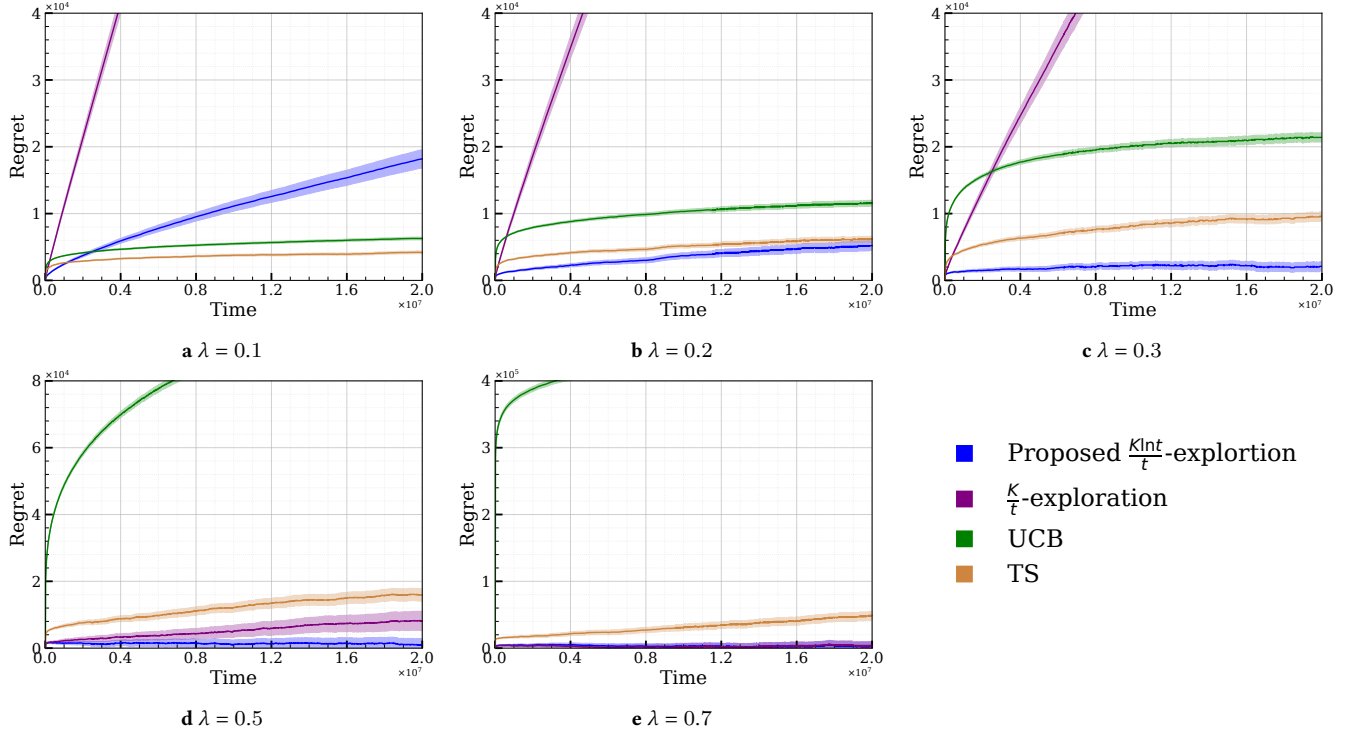 ×10⁴
4
3
2
1
0
Regret
0.0 0.4 0.8 1.2 1.6 2.0
×10⁷
Time
a λ = 0.1
×10⁴
4
3
2
1
0
Regret
0.0 0.4 0.8 1.2 1.6 2.0
×10⁷
Time
b λ = 0.2
×10⁴
4
3
2
1
0
Regret
0.0 0.4 0.8 1.2 1.6 2.0
×10⁷
Time
c λ = 0.3
×10⁴
8
6
4
2
0
Regret
0.0 0.4 0.8 1.2 1.6 2.0
×10⁷
Time
d λ = 0.5
×10⁵
4
3
2
1
0
Regret
0.0 0.4 0.8 1.2 1.6 2.0
×10⁷
Time
e λ = 0.7
Proposed Klnt/t-explortion
K/t-exploration
UCB
TS